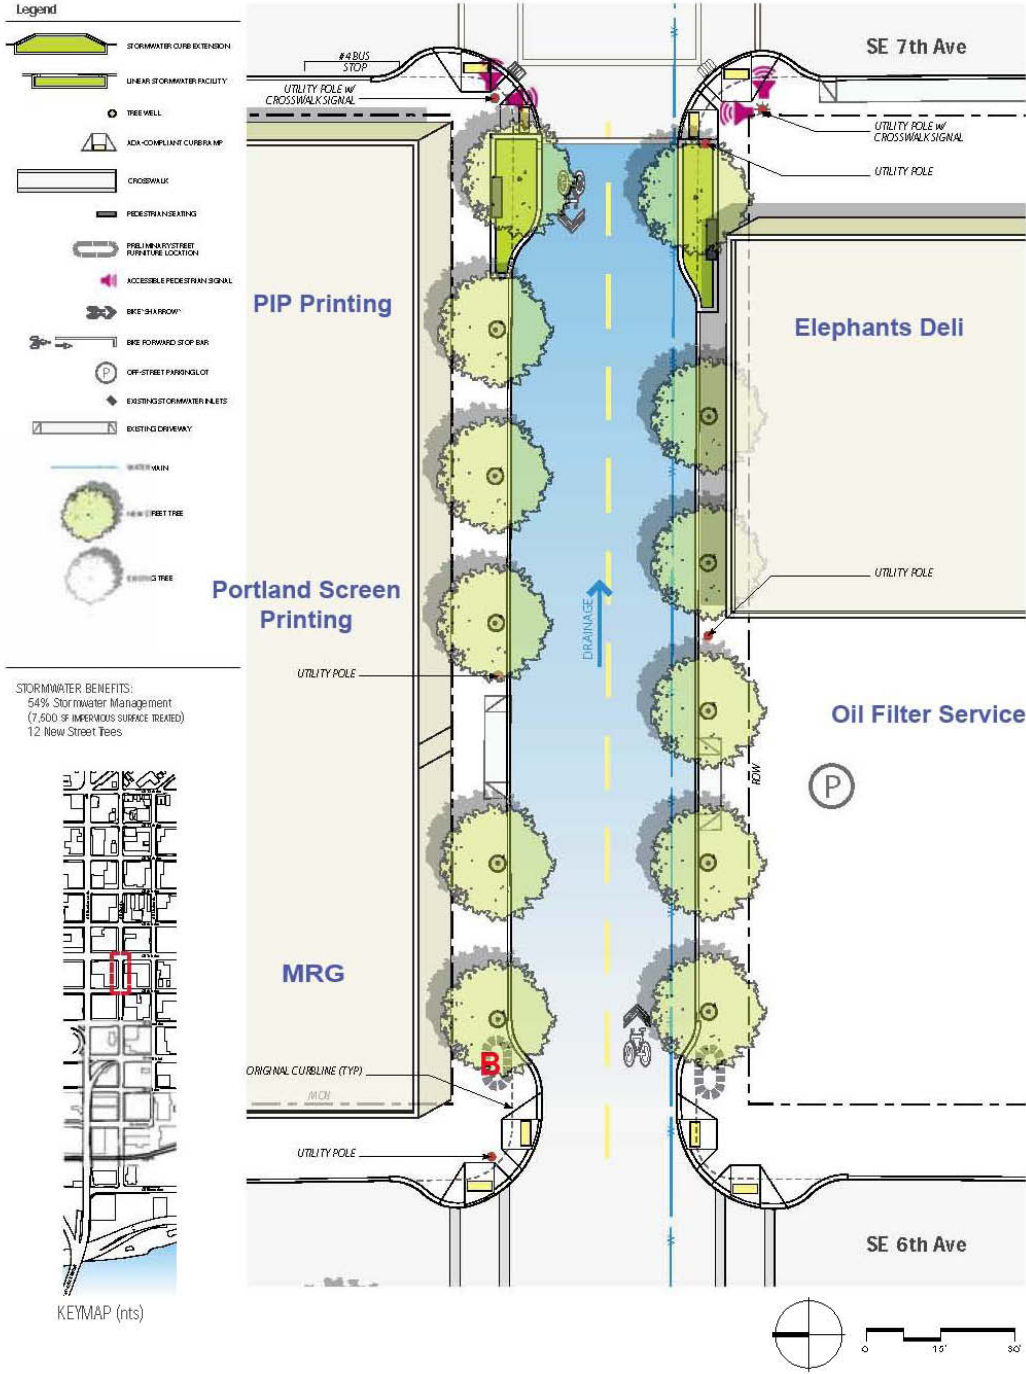 Legend
STORMWATER CURB EXTENSION
LINEAR STORMWATER FACILITY
TREE WELL
ADA-COMPLIANT CURB RAMP
CROSSWALK
PEDESTRIAN SEATING
PRELIMINARY STREET
FURNITURE LOCATION
ACCESSIBLE PEDESTRIAN SIGNAL
BIKE "SHARROW"
BIKE FORWARD STOP BAR
P
OFF-STREET PARKING LOT
EXISTING STORMWATER INLETS
EXISTING DRIVEWAY
WATER MAIN
NEW STREET TREE
EXISTING TREE
STORMWATER BENEFITS:
54% Stormwater Management
(7,500 SF IMPERVIOUS SURFACE TREATED)
12 New Street Trees
KEYMAP (nts)
SE 7th Ave
#4 BUS
STOP
UTILITY POLE W/
CROSSWALK SIGNAL
UTILITY POLE W/
CROSSWALK SIGNAL
UTILITY POLE
PIP Printing
Elephants Deli
Portland Screen
Printing
DRAINAGE
UTILITY POLE
UTILITY POLE
Oil Filter Service
ROW
P
MRG
B
ORIGINAL CURBLINE (TYP)
ROW
UTILITY POLE
SE 6th Ave
0 15' 30'